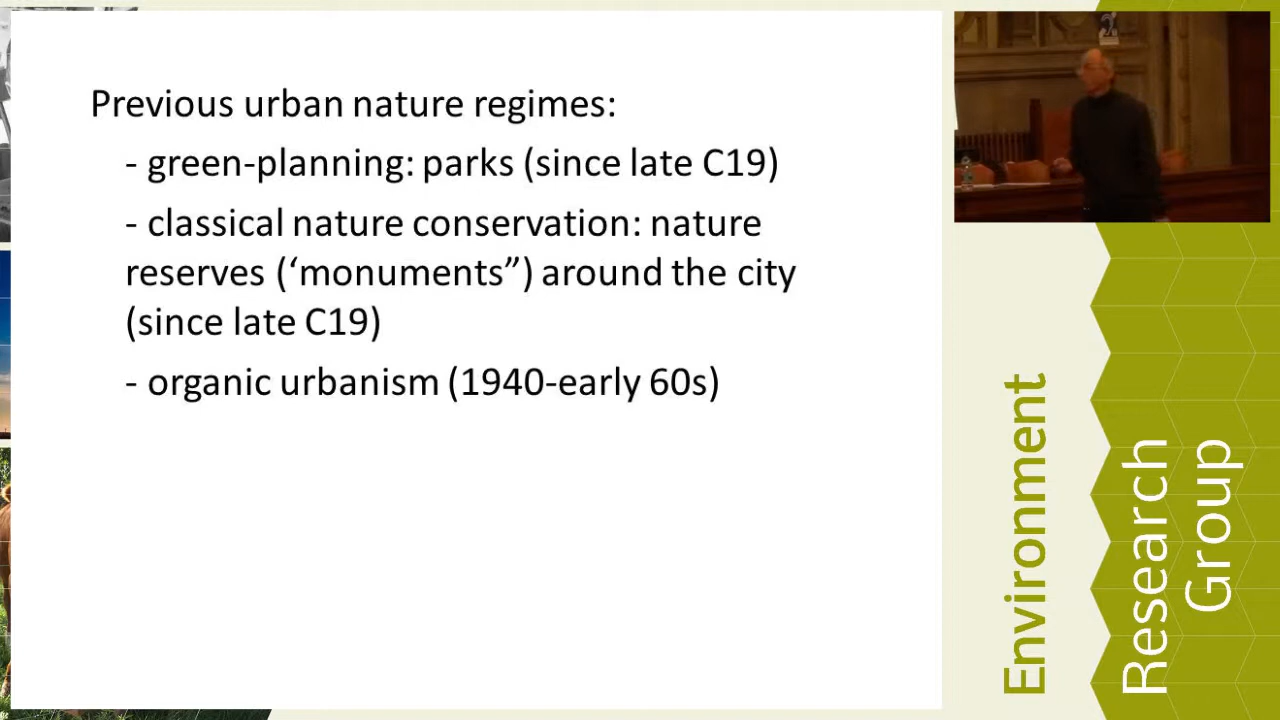 Previous urban nature regimes:
- green-planning: parks (since late C19)
- classical nature conservation: nature
reserves (‘monuments”) around the city
(since late C19)
- organic urbanism (1940-early 60s)
Environment
Research
Group